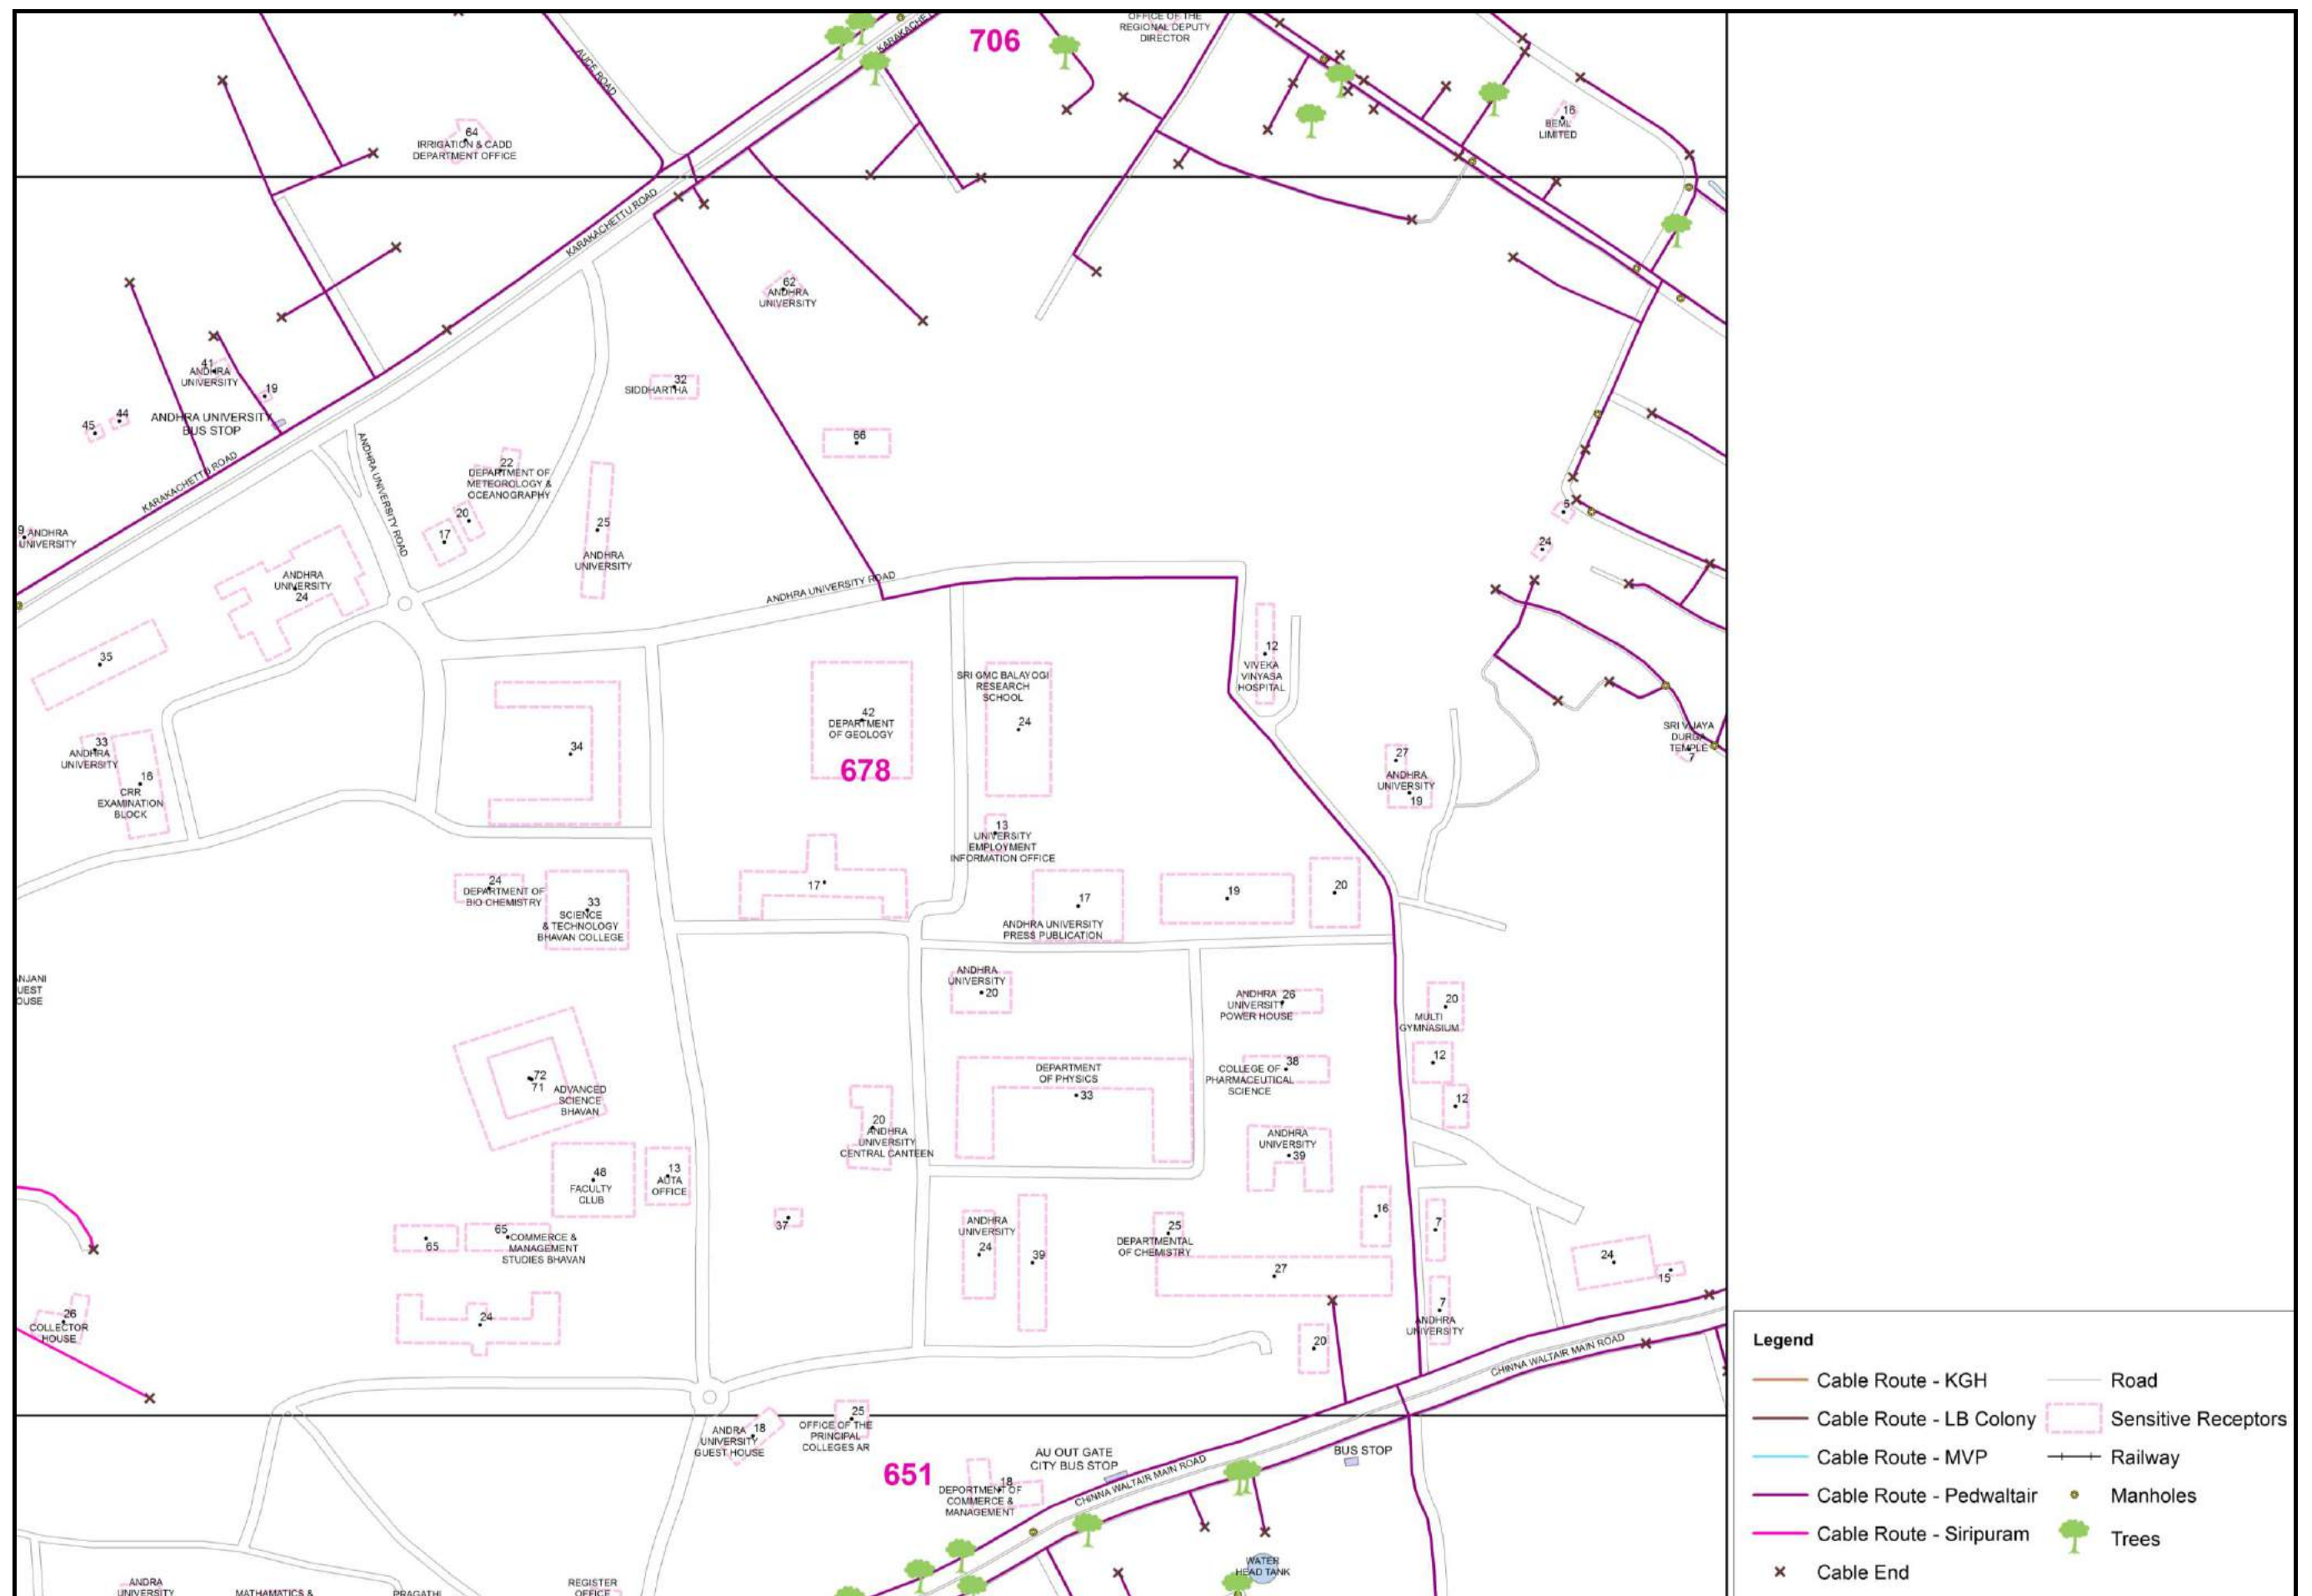 OFFICE OF THE
REGIONAL DEPUTY
DIRECTOR
706
KARAKACHE
AUCE ROAD
64
IRRIGATION & CADD
DEPARTMENT OFFICE
16
BEML
LIMITED
KARAKACHETTU ROAD
62
ANDHRA
UNIVERSITY
41
ANDHRA
UNIVERSITY
19
32
SIDDHARTHA
45
44
ANDHRA UNIVERSITY
BUS STOP
66
KARAKACHETTU ROAD
ANDHRA UNIVERSITY ROAD
22
DEPARTMENT OF
METEOROLOGY &
OCEANOGRAPHY
20
17
25
ANDHRA
UNIVERSITY
5
24
9 ANDHRA
UNIVERSITY
ANDHRA
UNIVERSITY
24
ANDHRA UNIVERSITY ROAD
35
12
VIVEKA
VINYASA
HOSPITAL
SRI GMC BALAYOGI
RESEARCH
SCHOOL
24
42
DEPARTMENT
OF GEOLOGY
678
34
33
ANDHRA
UNIVERSITY
16
CRR
EXAMINATION
BLOCK
27
ANDHRA
UNIVERSITY
19
SRI VIJAYA
DURGA
TEMPLE
7
13
UNIVERSITY
EMPLOYMENT
INFORMATION OFFICE
24
DEPARTMENT OF
BIO CHEMISTRY
33
SCIENCE
& TECHNOLOGY
BHAVAN COLLEGE
17
17
ANDHRA UNIVERSITY
PRESS PUBLICATION
19
20
NJANI
UEST
OUSE
ANDHRA
UNIVERSITY
20
ANDHRA
UNIVERSITY
POWER HOUSE
26
20
MULTI
GYMNASIUM
12
12
72
71
ADVANCED
SCIENCE
BHAVAN
DEPARTMENT
OF PHYSICS
33
38
COLLEGE OF
PHARMACEUTICAL
SCIENCE
20
ANDHRA
UNIVERSITY
CENTRAL CANTEEN
ANDHRA
UNIVERSITY
39
48
FACULTY
CLUB
13
AUTA
OFFICE
37
65
65
COMMERCE &
MANAGEMENT
STUDIES BHAVAN
ANDHRA
UNIVERSITY
24
39
25
DEPARTMENTAL
OF CHEMISTRY
27
16
7
7
ANDHRA
UNIVERSITY
24
15
26
COLLECTOR
HOUSE
24
20
CHINNA WALTAIR MAIN ROAD
ANDRA
UNIVERSITY
GUEST HOUSE
18
25
OFFICE OF THE
PRINCIPAL
COLLEGES AR
651
AU OUT GATE
CITY BUS STOP
BUS STOP
CHINNA WALTAIR MAIN ROAD
18
DEPORTMENT OF
COMMERCE &
MANAGEMENT
WATER
HEAD TANK
ANDRA
UNIVERSITY
MATHAMATICS &
PRAGATHI
REGISTER
OFFICE
Legend
Cable Route - KGH
Cable Route - LB Colony
Cable Route - MVP
Cable Route - Pedwaltair
Cable Route - Siripuram
Cable End
Road
Sensitive Receptors
Railway
Manholes
Trees